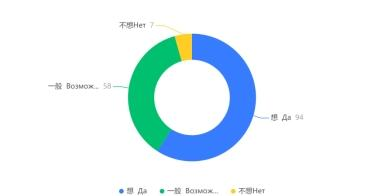 不想Нет 7
一般 Возмож... 58
想 Да 94
想 Да 一般 Возмож... 不想Нет